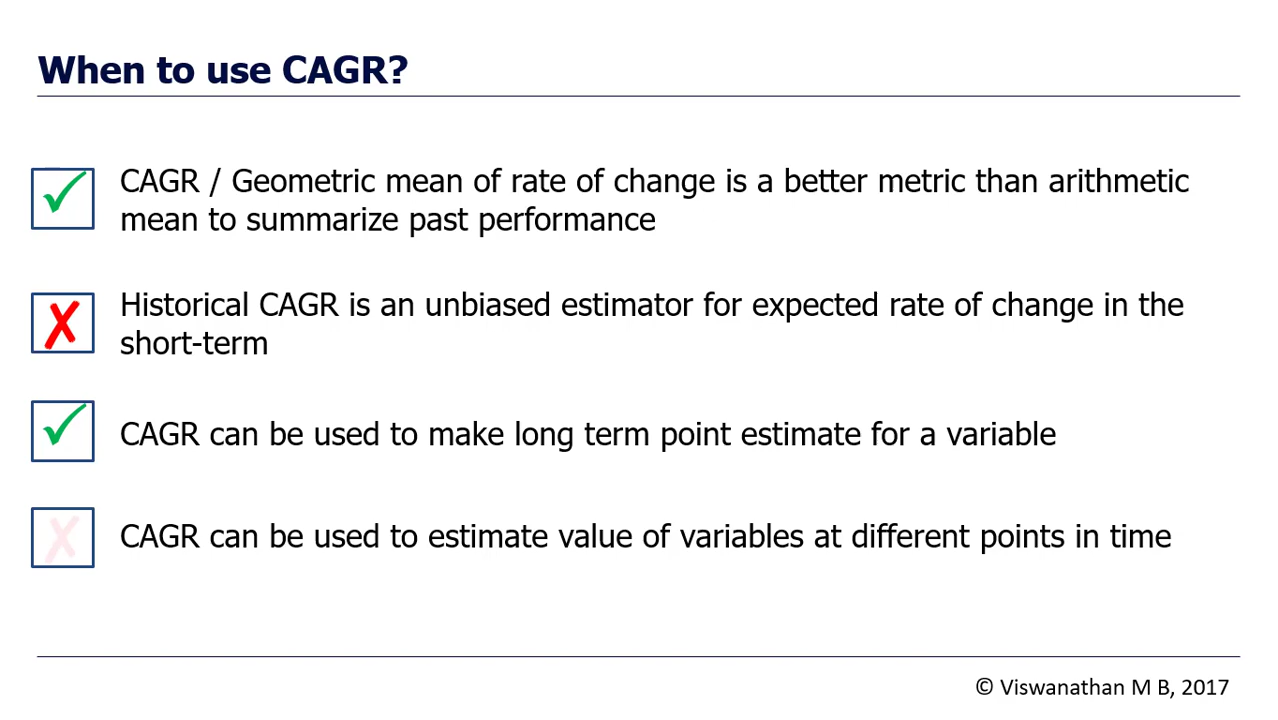 When to use CAGR?
✓ CAGR / Geometric mean of rate of change is a better metric than arithmetic
mean to summarize past performance
✗ Historical CAGR is an unbiased estimator for expected rate of change in the
short-term
✓ CAGR can be used to make long term point estimate for a variable
✗ CAGR can be used to estimate value of variables at different points in time
© Viswanathan M B, 2017